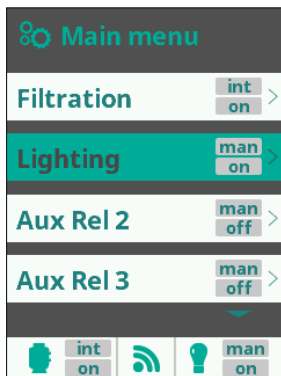 Main menu
Filtration int
on
Lighting man
on
Aux Rel 2 man
off
Aux Rel 3 man
off
int man
on on